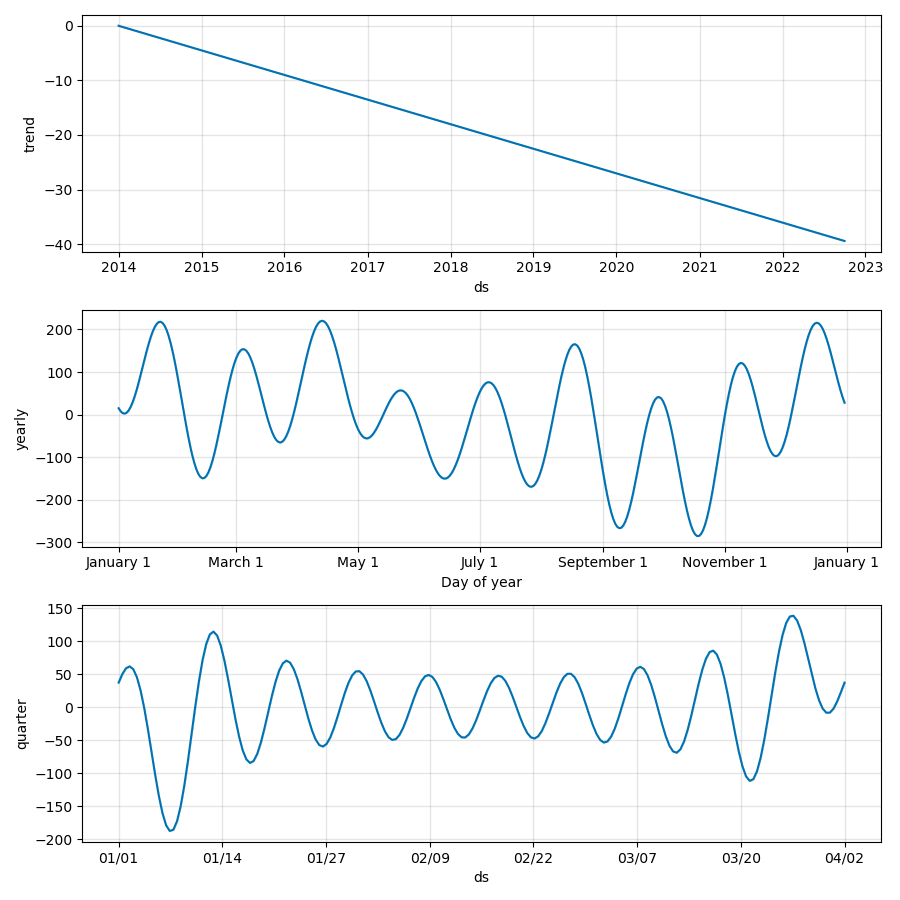 0
−10
−20
−30
−40
trend
2014 2015 2016 2017 2018 2019 2020 2021 2022 2023
ds
200
100
0
−100
−200
−300
yearly
January 1 March 1 May 1 July 1 September 1 November 1 January 1
Day of year
150
100
50
0
−50
−100
−150
−200
quarter
01/01 01/14 01/27 02/09 02/22 03/07 03/20 04/02
ds